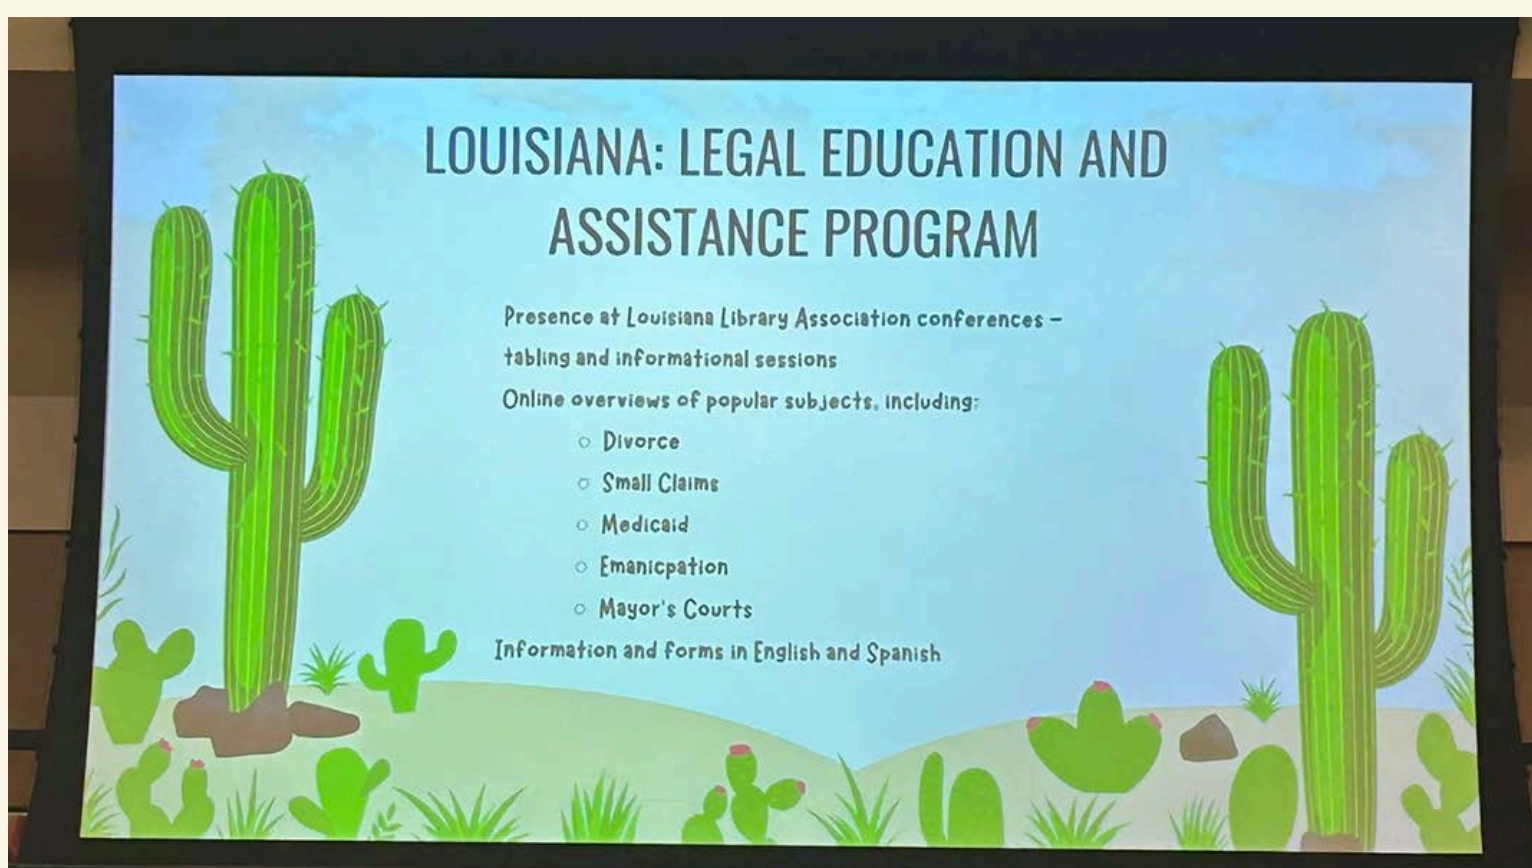 LOUISIANA: LEGAL EDUCATION AND
ASSISTANCE PROGRAM
Presence at Louisiana Library Association conferences –
tabling and informational sessions
Online overviews of popular subjects, including:
○ Divorce
○ Small Claims
○ Medicaid
○ Emanicpation
○ Mayor's Courts
Information and forms in English and Spanish